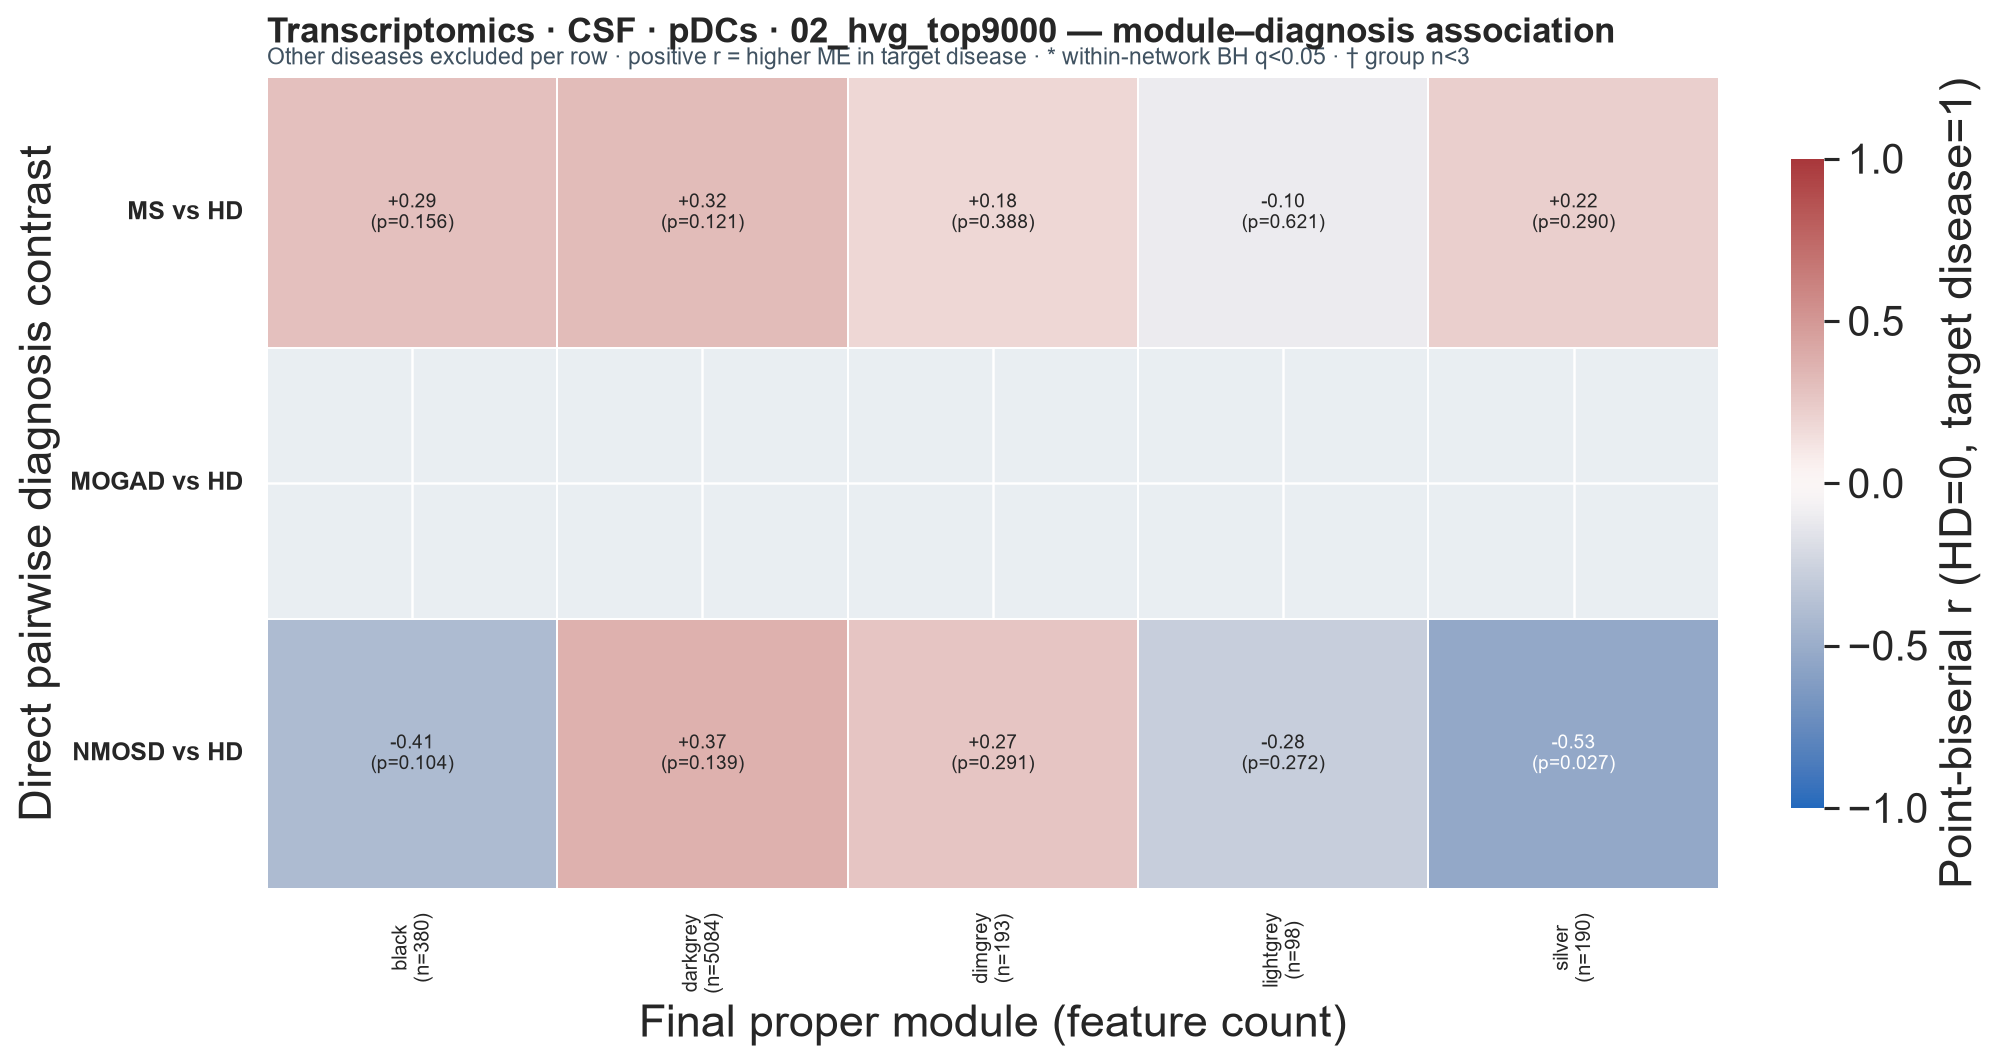 Transcriptomics · CSF · pDCs · 02_hvg_top9000 — module–diagnosis association
Other diseases excluded per row · positive r = higher ME in target disease · * within-network BH q<0.05 · † group n<3
Direct pairwise diagnosis contrast
MS vs HD
+0.29
(p=0.156)
+0.32
(p=0.121)
+0.18
(p=0.388)
-0.10
(p=0.621)
+0.22
(p=0.290)
MOGAD vs HD
NMOSD vs HD
-0.41
(p=0.104)
+0.37
(p=0.139)
+0.27
(p=0.291)
-0.28
(p=0.272)
-0.53
(p=0.027)
black
(n=380)
darkgrey
(n=5084)
dimgrey
(n=193)
lightgrey
(n=98)
silver
(n=190)
Final proper module (feature count)
1.0
0.5
0.0
−0.5
−1.0
Point-biserial r (HD=0, target disease=1)